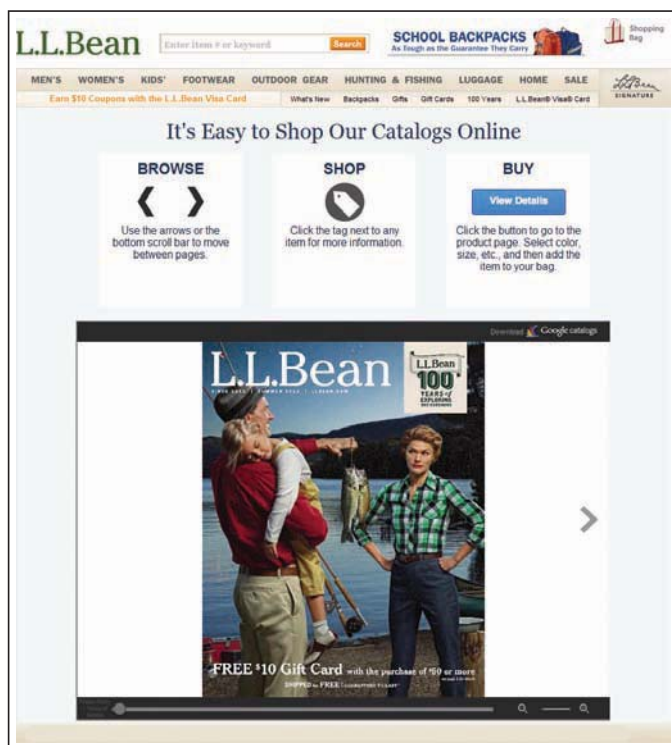 L.L.Bean
Enter item # or keyword
Search
SCHOOL BACKPACKS
As Tough as the Guarantee They Carry
Shopping
Bag
MEN'S WOMEN'S KIDS' FOOTWEAR OUTDOOR GEAR HUNTING & FISHING LUGGAGE HOME SALE
L.L.Bean
SIGNATURE
Earn $10 Coupons with the L.L.Bean Visa Card
What's New Backpacks Gifts Gift Cards 100 Years L.L.Bean® Visa® Card
It's Easy to Shop Our Catalogs Online
BROWSE
Use the arrows or the
bottom scroll bar to move
between pages.
SHOP
Click the tag next to any
item for more information.
BUY
View Details
Click the button to go to the
product page. Select color,
size, etc., and then add the
item to your bag.
Download Google catalogs
L.L.Bean
L.L.Bean
100
YEARS of
EXPLORING
FREE $10 Gift Card with the purchase of $50 or more
SHIPPED for FREE